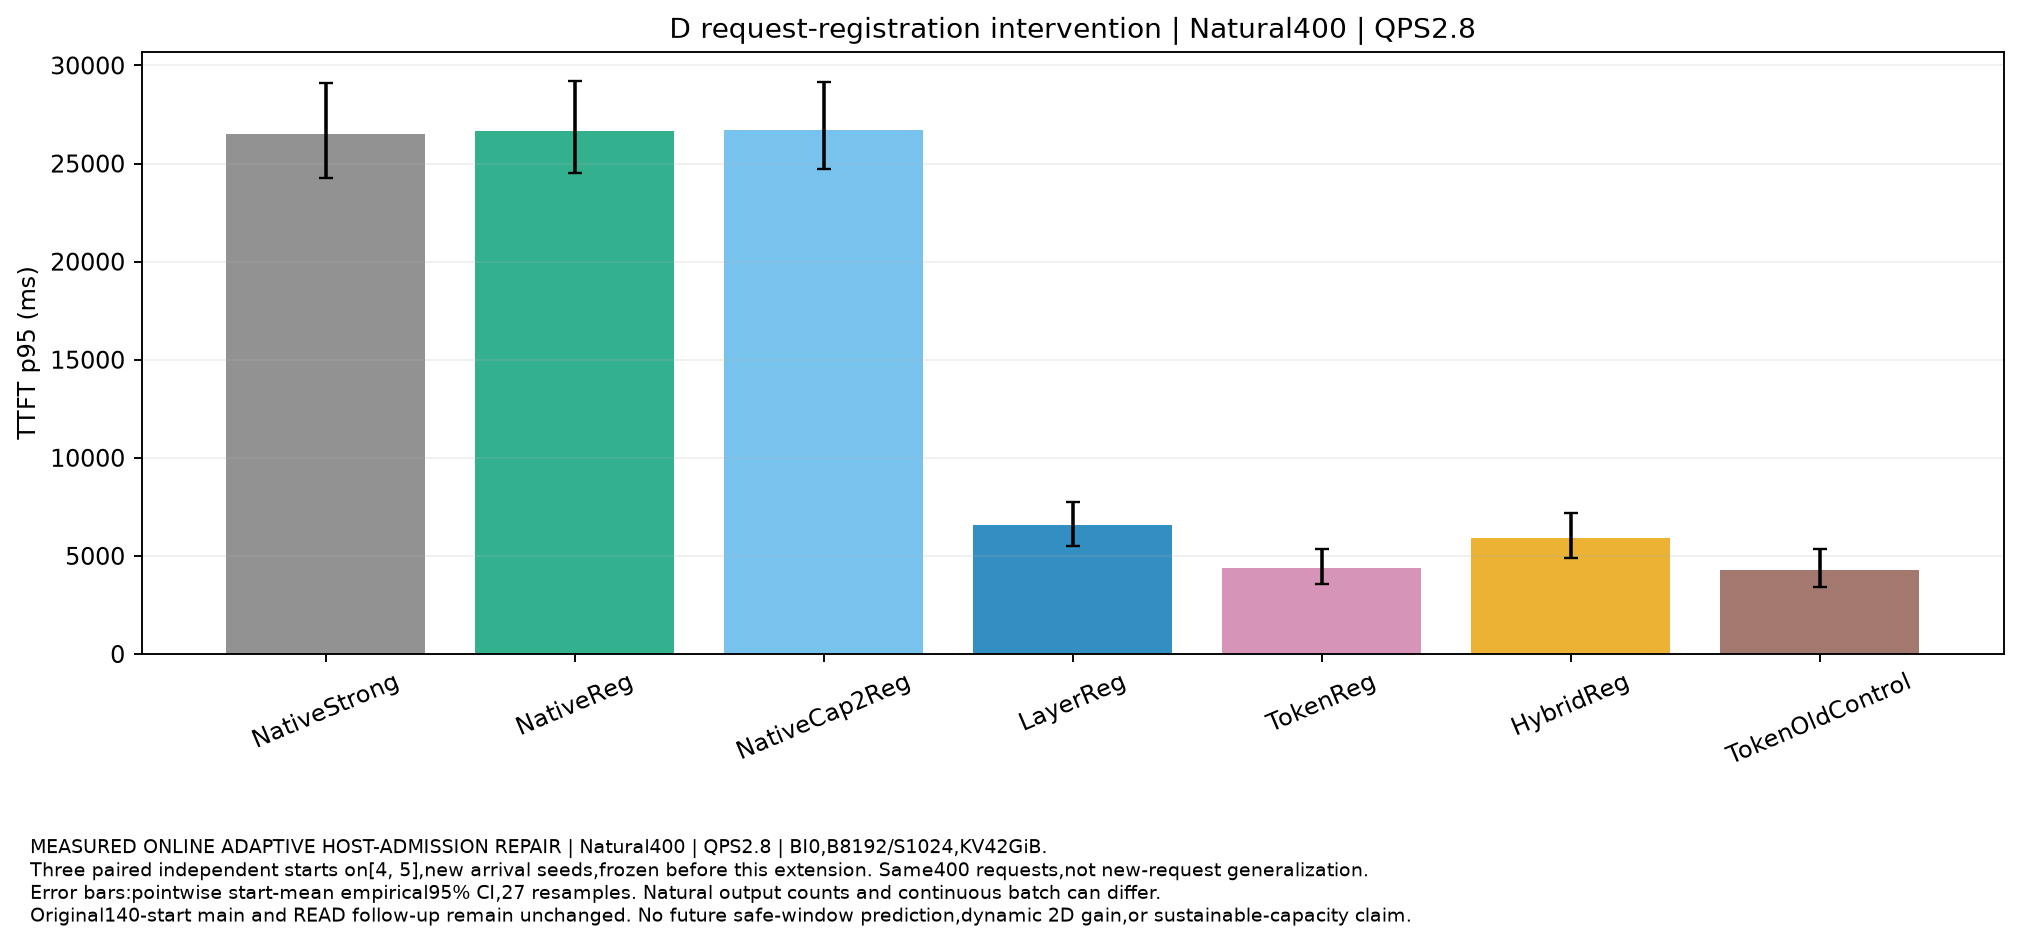 D request-registration intervention | Natural400 | QPS2.8
TTFT p95 (ms)
30000
25000
20000
15000
10000
5000
0
NativeStrong
NativeReg
NativeCap2Reg
LayerReg
TokenReg
HybridReg
TokenOldControl
MEASURED ONLINE ADAPTIVE HOST-ADMISSION REPAIR | Natural400 | QPS2.8 | BI0,B8192/S1024,KV42GiB.
Three paired independent starts on[4, 5],new arrival seeds,frozen before this extension. Same400 requests,not new-request generalization.
Error bars:pointwise start-mean empirical95% CI,27 resamples. Natural output counts and continuous batch can differ.
Original140-start main and READ follow-up remain unchanged. No future safe-window prediction,dynamic 2D gain,or sustainable-capacity claim.